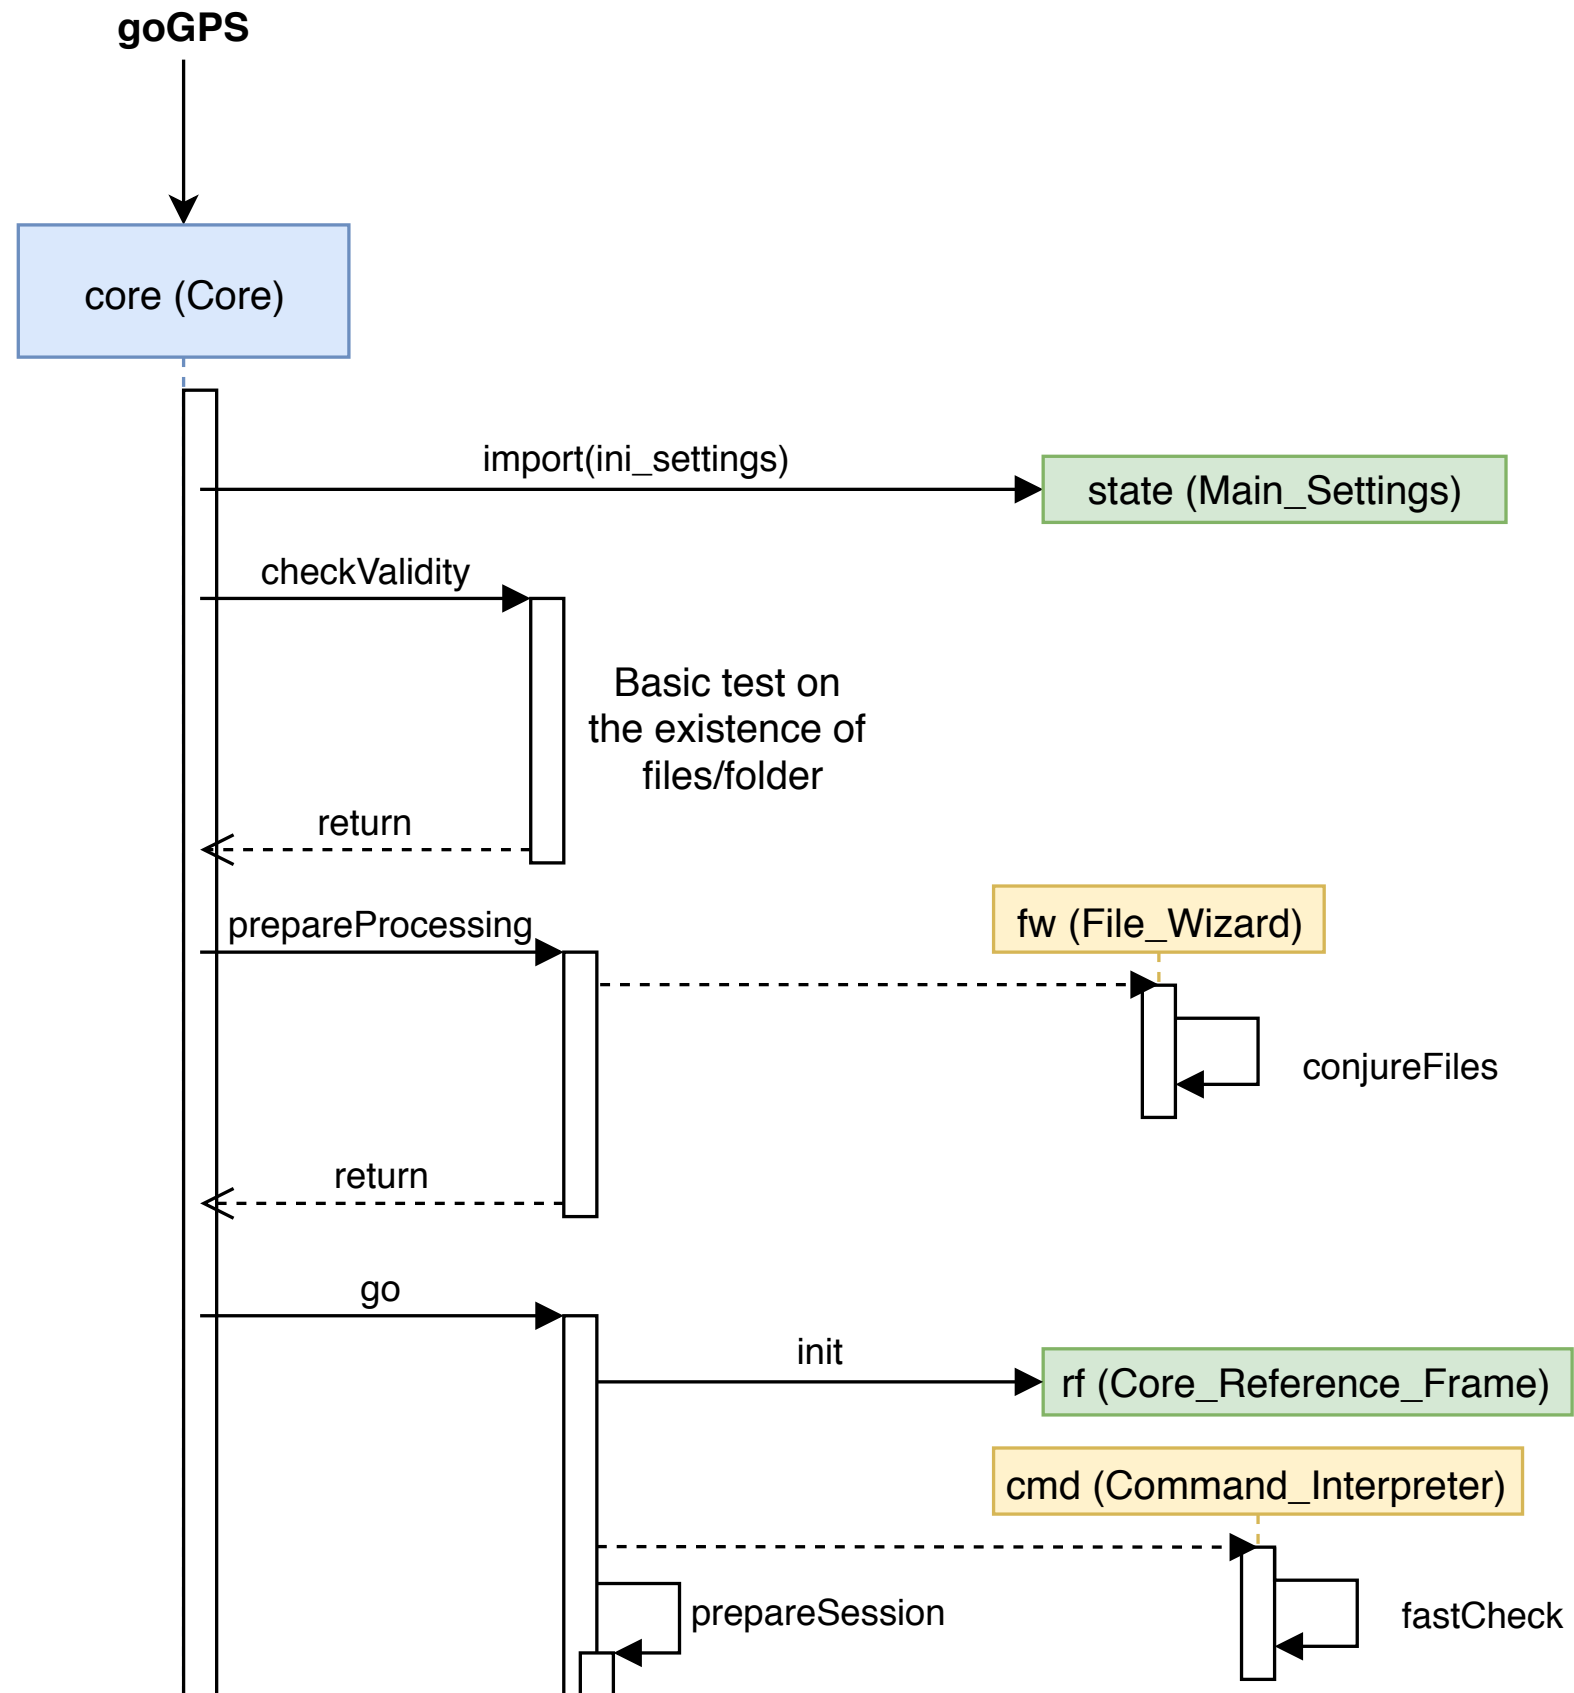 goGPS
core (Core)
import(ini_settings)
state (Main_Settings)
checkValidity
Basic test on
the existence of
files/folder
return
prepareProcessing
fw (File_Wizard)
conjureFiles
return
go
init
rf (Core_Reference_Frame)
cmd (Command_Interpreter)
prepareSession
fastCheck